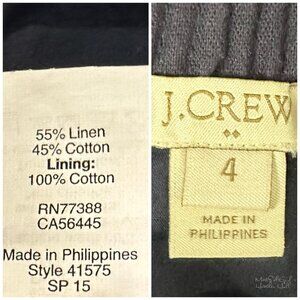 55% Linen
45% Cotton
Lining:
100% Cotton
RN77388
CA56445
Made in Philippines
Style 41575
SP 15
J.CREW
4
MADE IN
PHILIPPINES